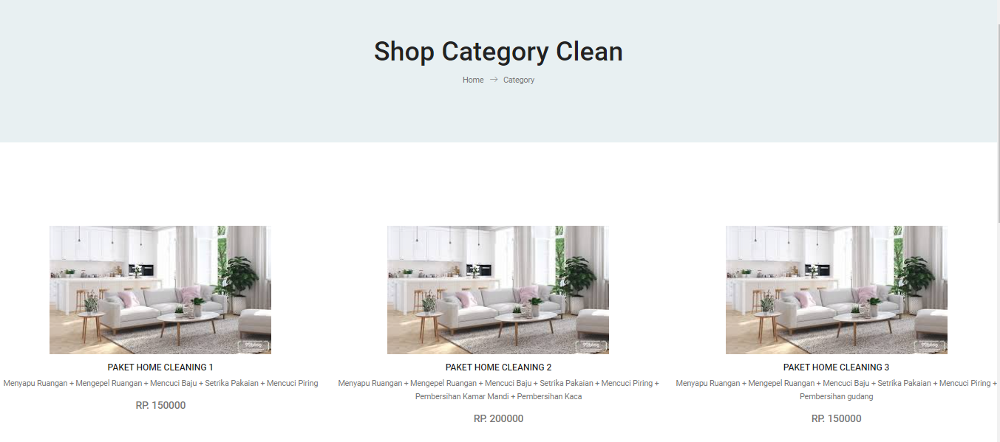 Shop Category Clean
Home → Category
PAKET HOME CLEANING 1
Menyapu Ruangan + Mengepel Ruangan + Mencuci Baju + Setrika Pakaian + Mencuci Piring
RP. 150000
PAKET HOME CLEANING 2
Menyapu Ruangan + Mengepel Ruangan + Mencuci Baju + Setrika Pakaian + Mencuci Piring +
Pembersihan Kamar Mandi + Pembersihan Kaca
RP. 200000
PAKET HOME CLEANING 3
Menyapu Ruangan + Mengepel Ruangan + Mencuci Baju + Setrika Pakaian + Mencuci Piring +
Pembersihan gudang
RP. 150000